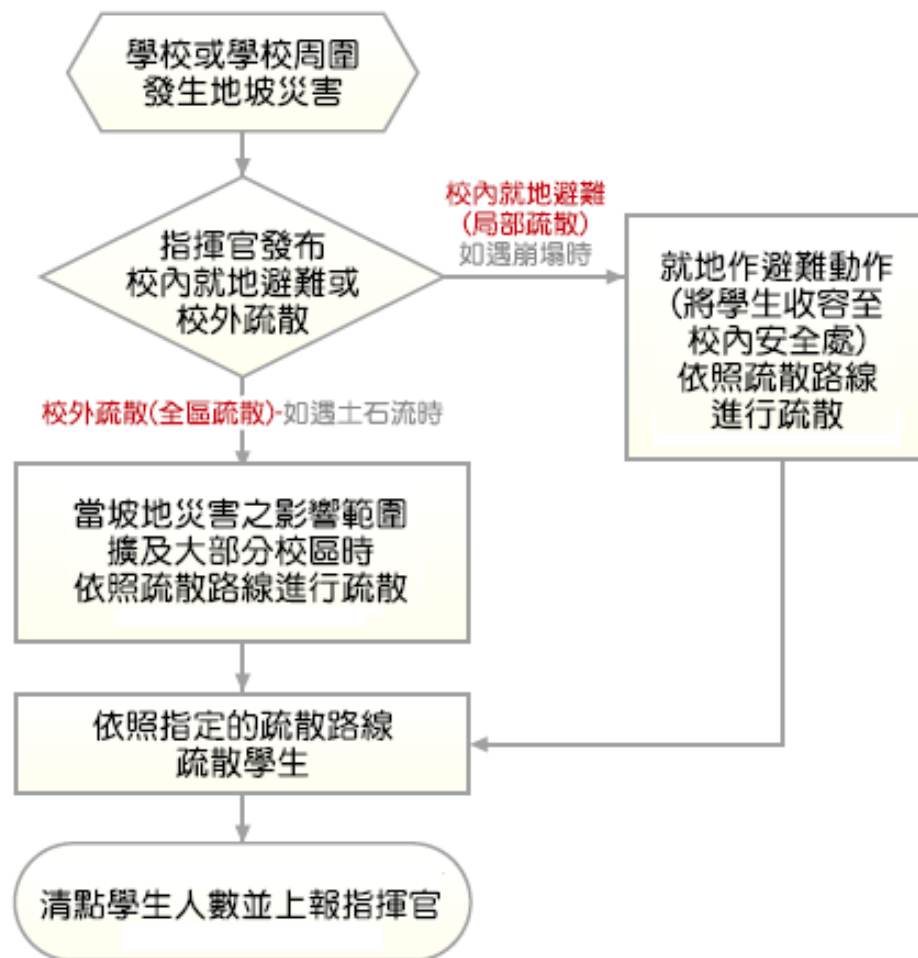 學校或學校周圍
發生地坡災害
指揮官發布
校內就地避難或
校外疏散
校內就地避難
(局部疏散)
如遇崩塌時
就地作避難動作
(將學生收容至
校內安全處)
依照疏散路線
進行疏散
校外疏散(全區疏散)-如遇土石流時
當坡地災害之影響範圍
擴及大部分校區時
依照疏散路線進行疏散
依照指定的疏散路線
疏散學生
清點學生人數並上報指揮官